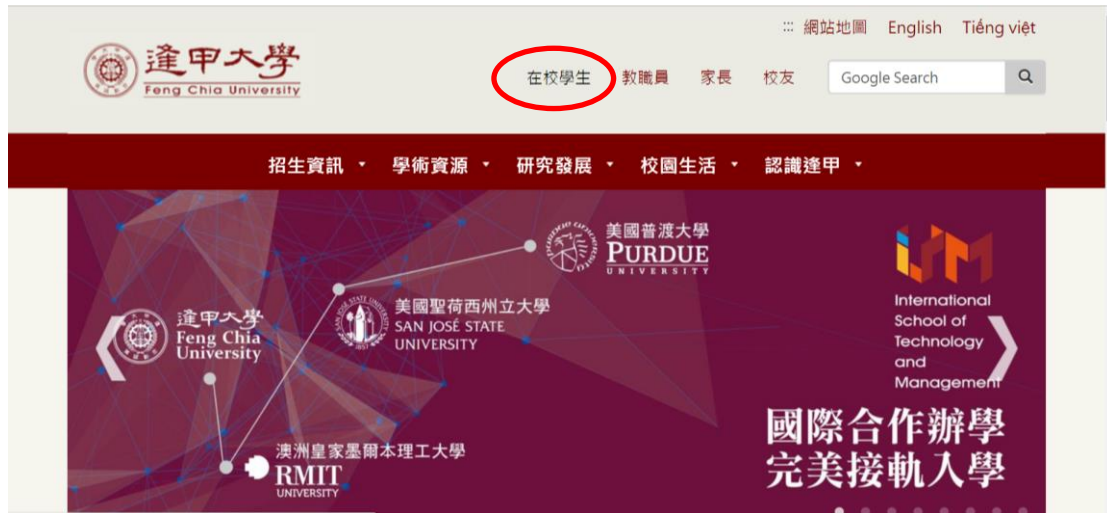 ::: 網站地圖 English Tiếng việt
逢甲大學
Feng Chia University
在校學生 教職員 家長 校友 Google Search
招生資訊 學術資源 研究發展 校園生活 認識逢甲
美國普渡大學
PURDUE
UNIVERSITY
美國聖荷西州立大學
SAN JOSÉ STATE
UNIVERSITY
逢甲大學
Feng Chia
University
International
School of
Technology
and
Management
澳洲皇家墨爾本理工大學
RMIT
UNIVERSITY
國際合作辦學
完美接軌入學